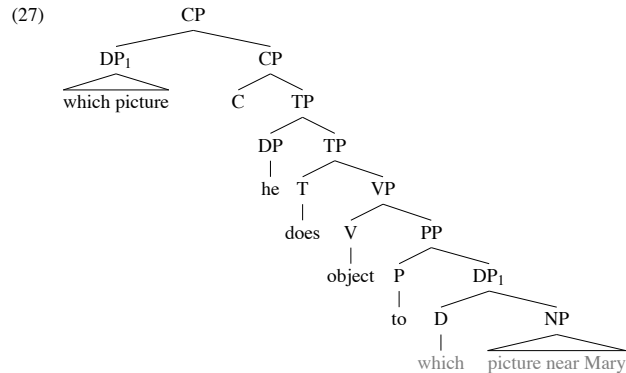 (27) CP
DP1 CP
which picture C TP
DP TP
he T VP
does V PP
object P DP1
to D NP
which picture near Mary